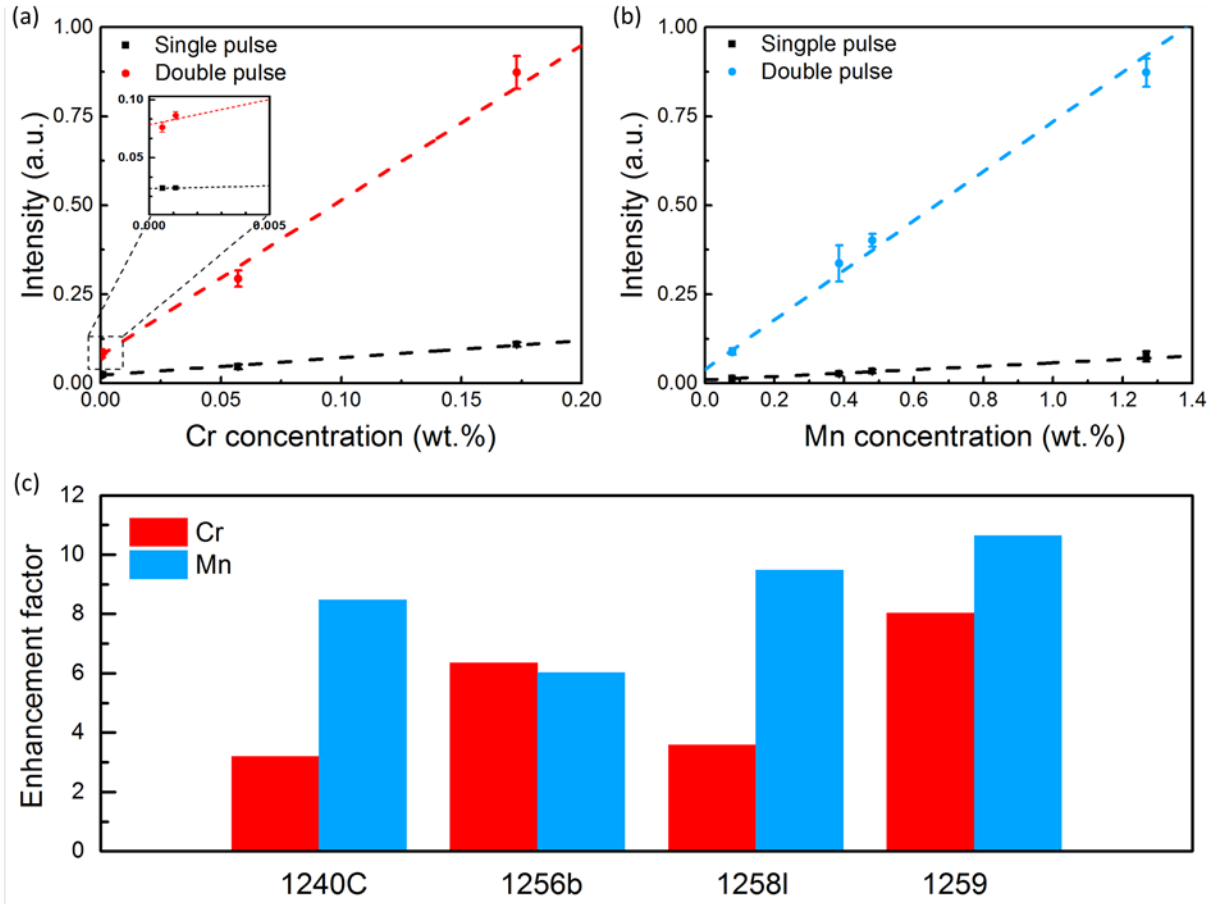 (a)
1.00
0.75
0.50
0.25
0.00
Intensity (a.u.)
Single pulse
Double pulse
0.10
0.05
0.000
0.005
0.00
0.05
0.10
0.15
0.20
Cr concentration (wt.%)
(b)
1.00
0.75
0.50
0.25
0.00
Intensity (a.u.)
Singple pulse
Double pulse
0.0
0.2
0.4
0.6
0.8
1.0
1.2
1.4
Mn concentration (wt.%)
(c)
12
10
8
6
4
2
0
Enhancement factor
Cr
Mn
1240C
1256b
1258I
1259